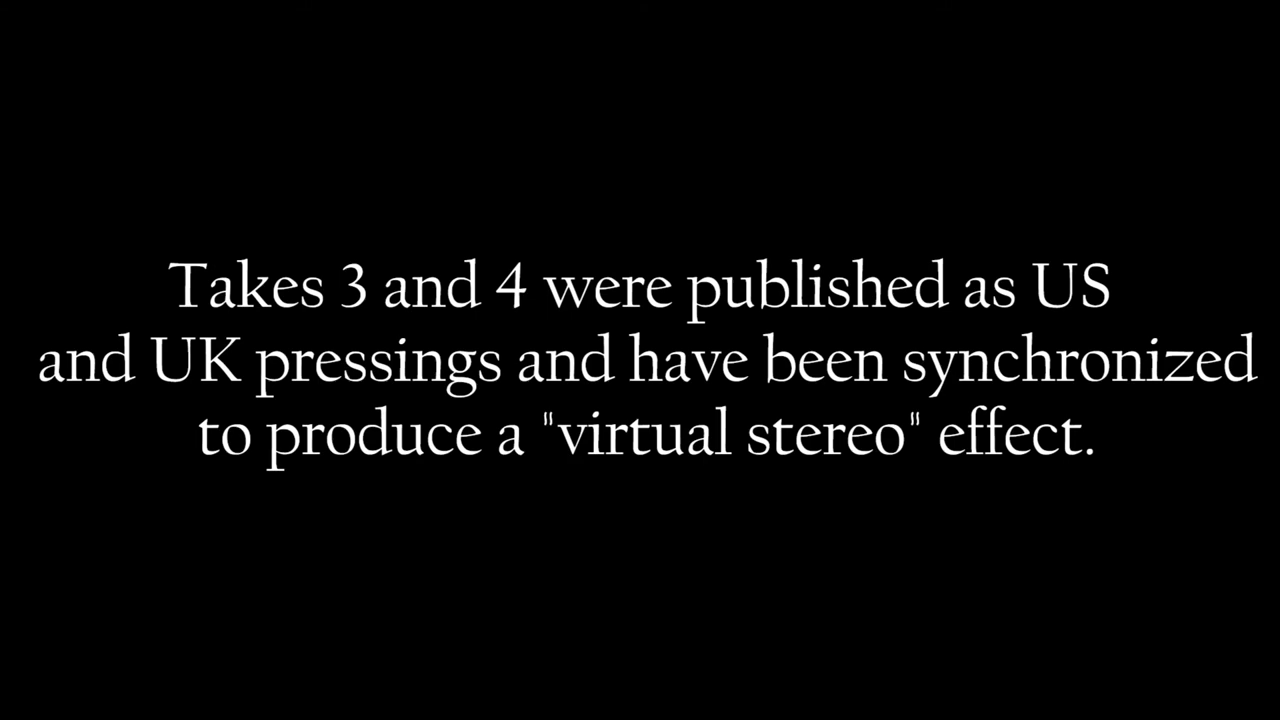 Takes 3 and 4 were published as US
and UK pressings and have been synchronized
to produce a "virtual stereo" effect.